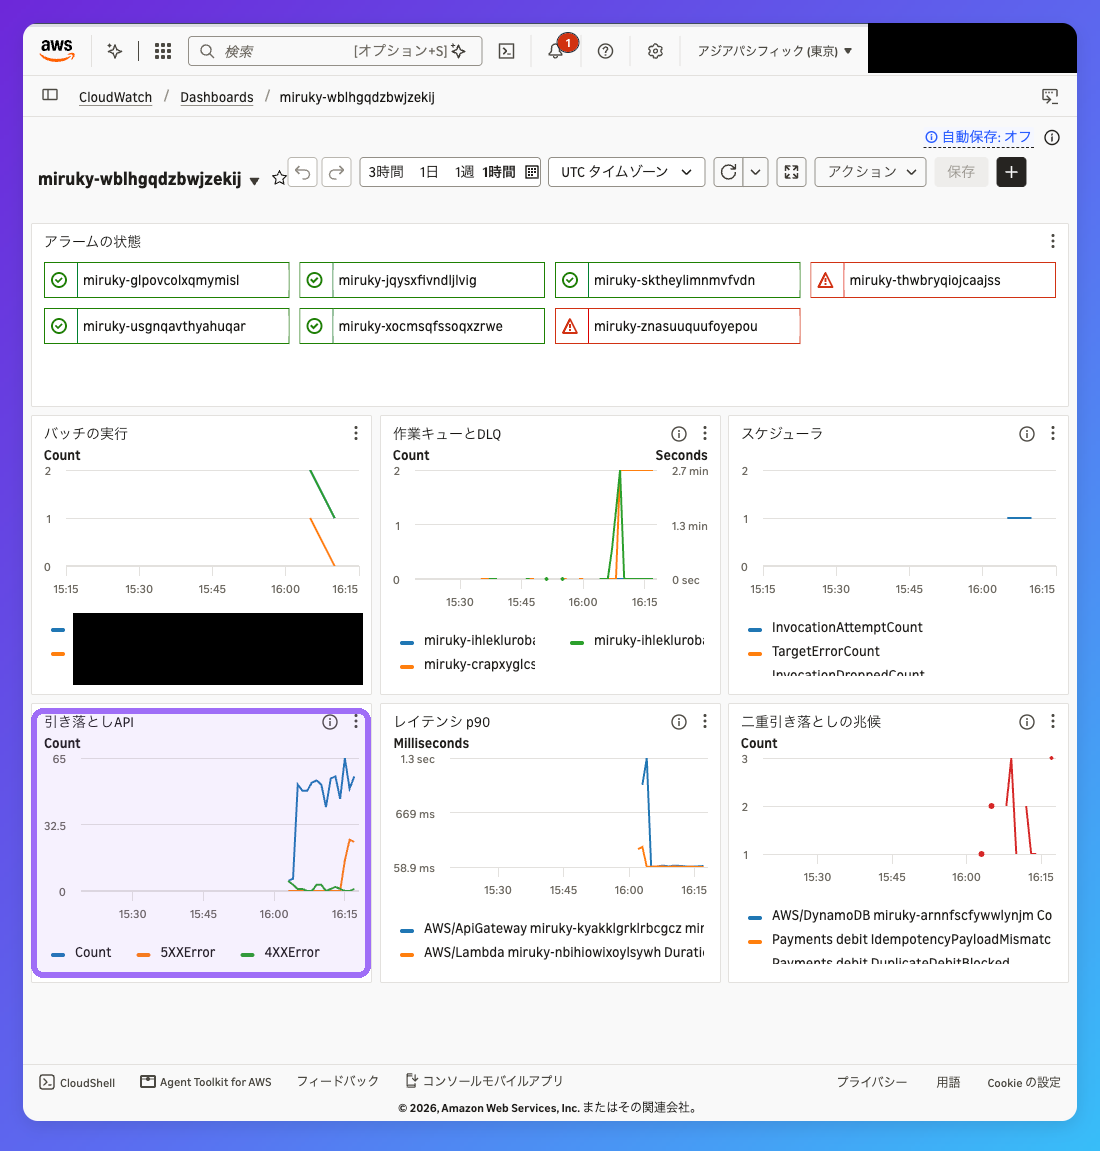 aws
検索
[オプション+S]
1
アジアパシフィック (東京)
CloudWatch / Dashboards / miruky-wblhgqdzbwjzekij
自動保存: オフ
miruky-wblhgqdzbwjzekij
3時間 1日 1週 1時間
UTC タイムゾーン
アクション
保存
アラームの状態
miruky-glpovcolxqmymisl
miruky-jqysxfivndljlvig
miruky-sktheylimnmvfvdn
miruky-thwbryqiojcaajss
miruky-usgnqavthyahuqar
miruky-xocmsqfssoqxzrwe
miruky-znasuuquufoyepou
バッチの実行
Count
2
1
0
15:15 15:30 15:45 16:00 16:15
作業キューとDLQ
Count Seconds
2 2.7 min
1 1.3 min
0 0 sec
15:30 15:45 16:00 16:15
miruky-ihlekluroba
miruky-ihlekluroba
miruky-crapxyglcs
スケジューラ
2
1
0
15:15 15:30 15:45 16:00 16:15
InvocationAttemptCount
TargetErrorCount
InvocationDroppedCount
引き落としAPI
Count
65
32.5
0
15:30 15:45 16:00 16:15
Count 5XXError 4XXError
レイテンシ p90
Milliseconds
1.3 sec
669 ms
58.9 ms
15:30 15:45 16:00 16:15
AWS/ApiGateway miruky-kyakklgrklrbcgcz mir
AWS/Lambda miruky-nbihiowixoylsywh Durati
二重引き落としの兆候
Count
3
2
1
15:30 15:45 16:00 16:15
AWS/DynamoDB miruky-arnnfscfywwlynjm Co
Payments debit IdempotencyPayloadMismatc
Payments debit DuplicateDebitBlocked
CloudShell
Agent Toolkit for AWS
フィードバック
コンソールモバイルアプリ
プライバシー
用語
Cookie の設定
© 2026, Amazon Web Services, Inc. またはその関連会社。